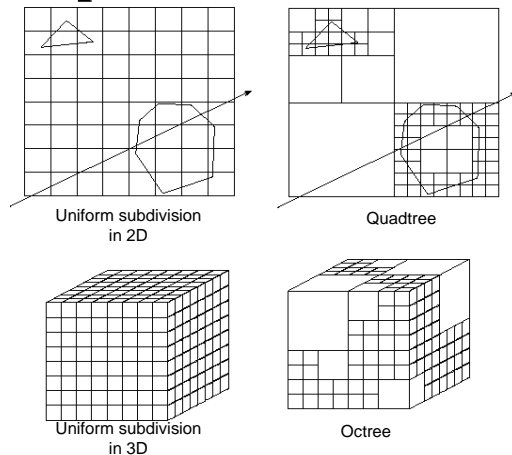 Uniform subdivision
in 2D
Quadtree
Uniform subdivision
in 3D
Octree